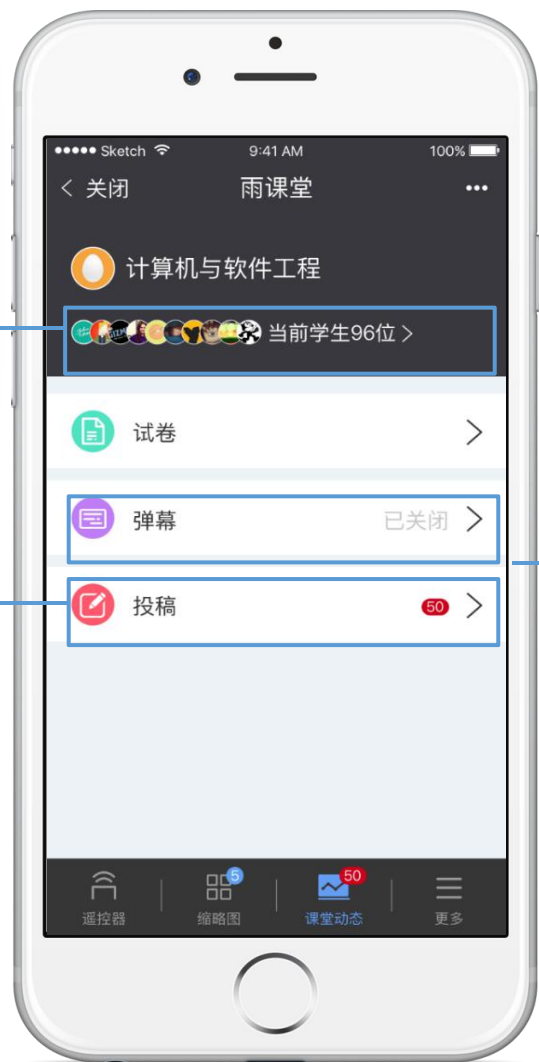 Sketch 9:41 AM 100%
关闭 雨课堂
计算机与软件工程
当前学生96位
试卷
弹幕 已关闭
投稿 50
5 50
遥控器 缩略图 课堂动态 更多